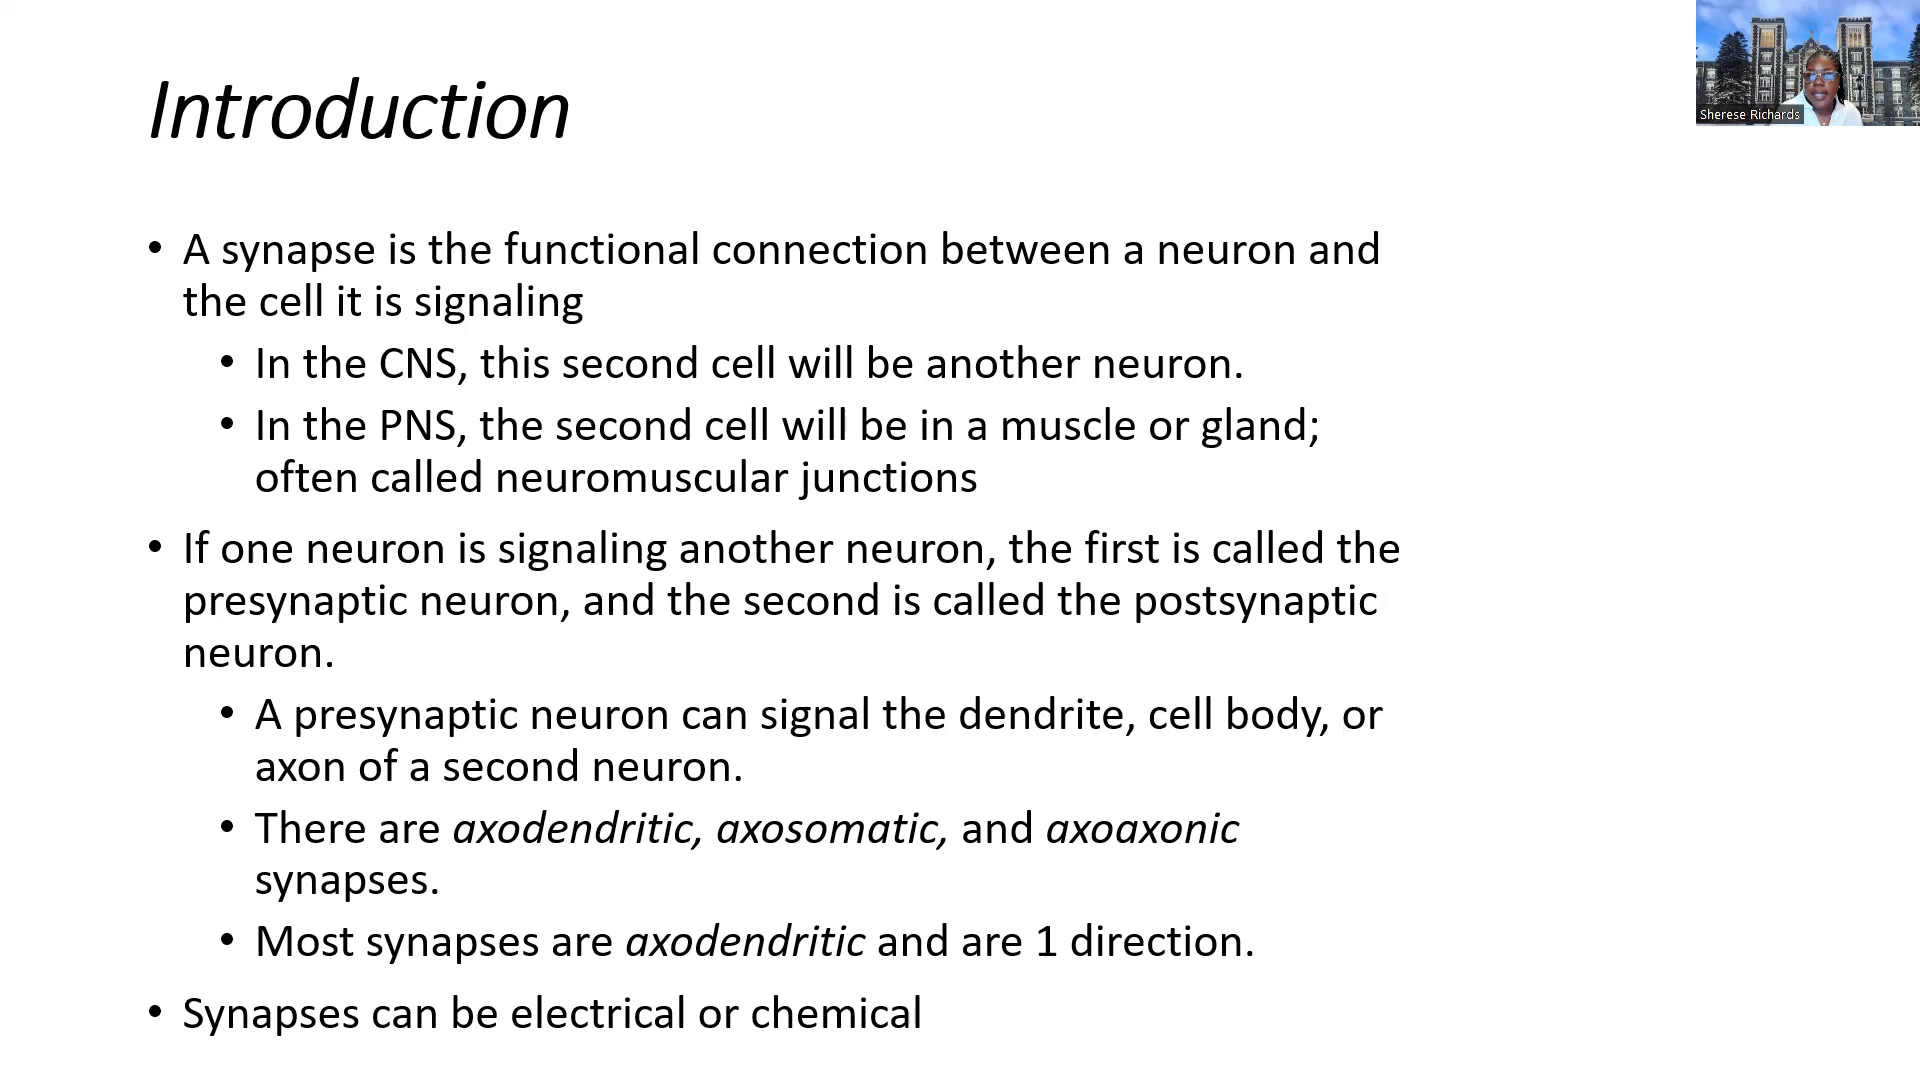 Introduction
Sherese Richards
• A synapse is the functional connection between a neuron and
the cell it is signaling
• In the CNS, this second cell will be another neuron.
• In the PNS, the second cell will be in a muscle or gland;
often called neuromuscular junctions
• If one neuron is signaling another neuron, the first is called the
presynaptic neuron, and the second is called the postsynaptic
neuron.
• A presynaptic neuron can signal the dendrite, cell body, or
axon of a second neuron.
• There are axodendritic, axosomatic, and axoaxonic
synapses.
• Most synapses are axodendritic and are 1 direction.
• Synapses can be electrical or chemical